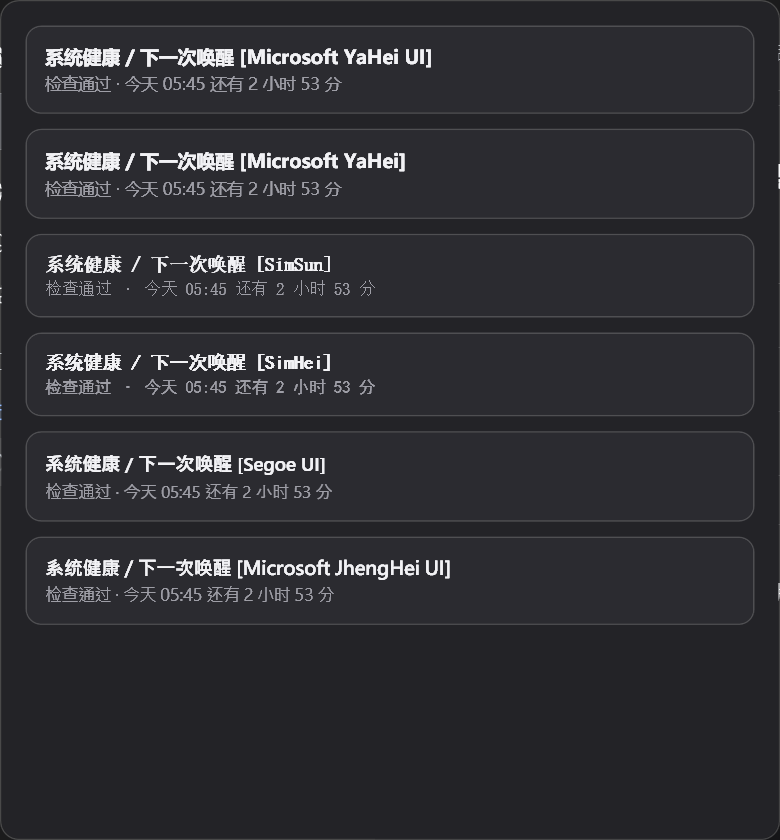 系统健康 / 下一次唤醒 [Microsoft YaHei UI]
检查通过 · 今天 05:45 还有 2 小时 53 分
系统健康 / 下一次唤醒 [Microsoft YaHei]
检查通过 · 今天 05:45 还有 2 小时 53 分
系统健康 / 下一次唤醒 [SimSun]
检查通过 · 今天 05:45 还有 2 小时 53 分
系统健康 / 下一次唤醒 [SimHei]
检查通过 · 今天 05:45 还有 2 小时 53 分
系统健康 / 下一次唤醒 [Segoe UI]
检查通过 · 今天 05:45 还有 2 小时 53 分
系统健康 / 下一次唤醒 [Microsoft JhengHei UI]
检查通过 · 今天 05:45 还有 2 小时 53 分